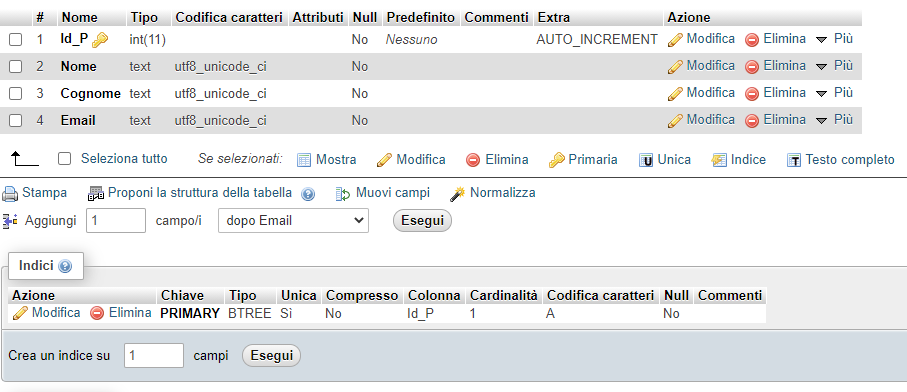 # Nome Tipo Codifica caratteri Attributi Null Predefinito Commenti Extra Azione
1 Id_P int(11) No Nessuno AUTO_INCREMENT Modifica Elimina Più
2 Nome text utf8_unicode_ci No Modifica Elimina Più
3 Cognome text utf8_unicode_ci No Modifica Elimina Più
4 Email text utf8_unicode_ci No Modifica Elimina Più
Seleziona tutto Se selezionati: Mostra Modifica Elimina Primaria U Unica Indice T Testo completo
Stampa Proponi la struttura della tabella Muovi campi Normalizza
Aggiungi 1 campo/i dopo Email Esegui
Indici
Azione Chiave Tipo Unica Compresso Colonna Cardinalità Codifica caratteri Null Commenti
Modifica Elimina PRIMARY BTREE Sì No Id_P 1 A No
Crea un indice su 1 campi Esegui